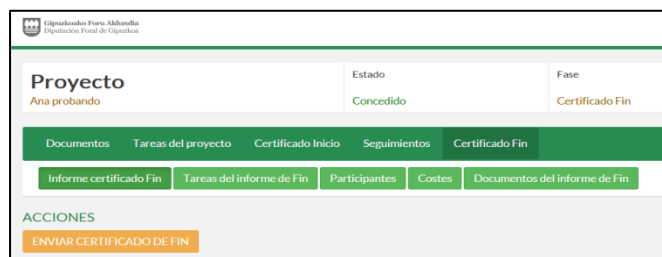 Gipuzkoako Foru Aldundia
Diputación Foral de Gipuzkoa
Proyecto
Ana probando
Estado
Concedido
Fase
Certificado Fin
Documentos Tareas del proyecto Certificado Inicio Seguimientos Certificado Fin
Informe certificado Fin Tareas del informe de Fin Participantes Costes Documentos del informe de Fin
ACCIONES
ENVIAR CERTIFICADO DE FIN